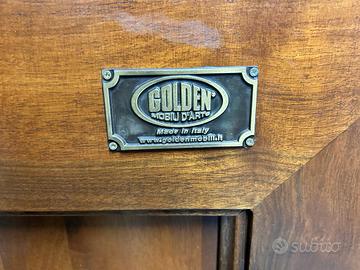 GOLDEN®
MOBILI D'ARTE
Made in Italy
www.goldenmobili.it
subito